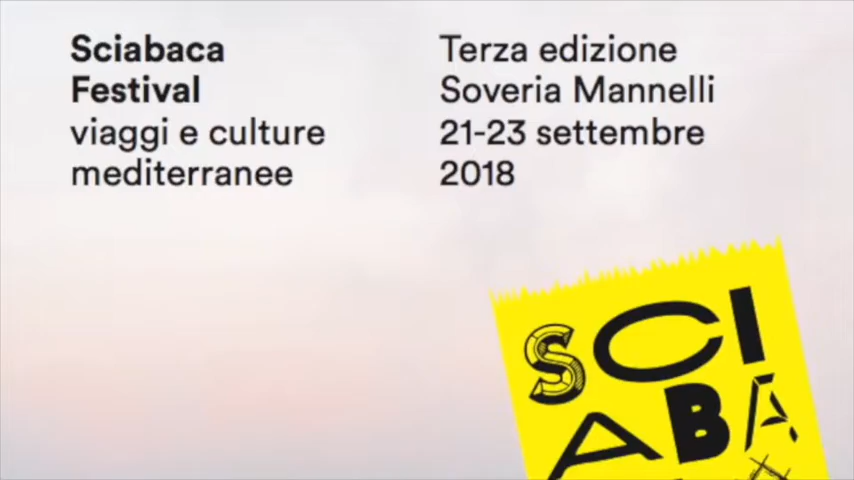 Sciabaca
Festival
viaggi e culture
mediterranee
Terza edizione
Soveria Mannelli
21-23 settembre
2018
SCI
ABA